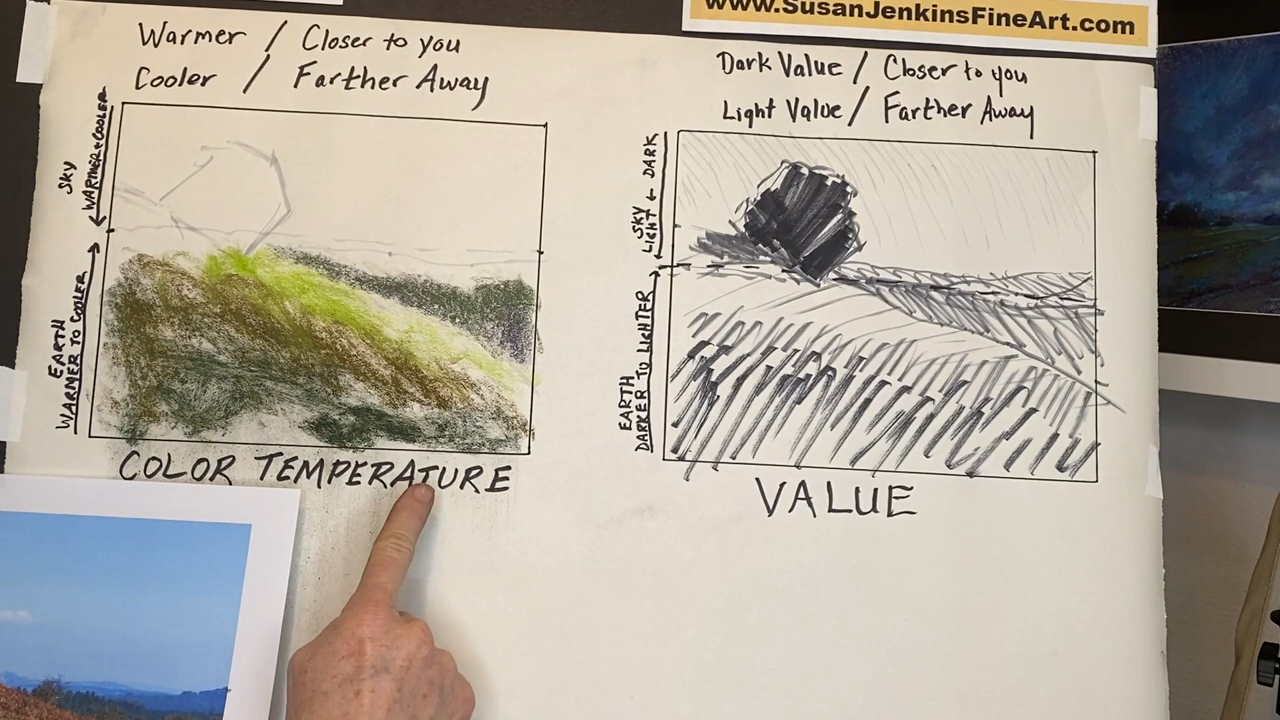 www.SusanJenkinsFineArt.com
Warmer / Closer to you
Cooler / Farther Away
SKY
WARMER & COOLER
EARTH
WARMER TO COOLER
COLOR TEMPERATURE
Dark Value / Closer to you
Light Value / Farther Away
SKY
LIGHT ← DARK
EARTH
DARKER TO LIGHTER
VALUE